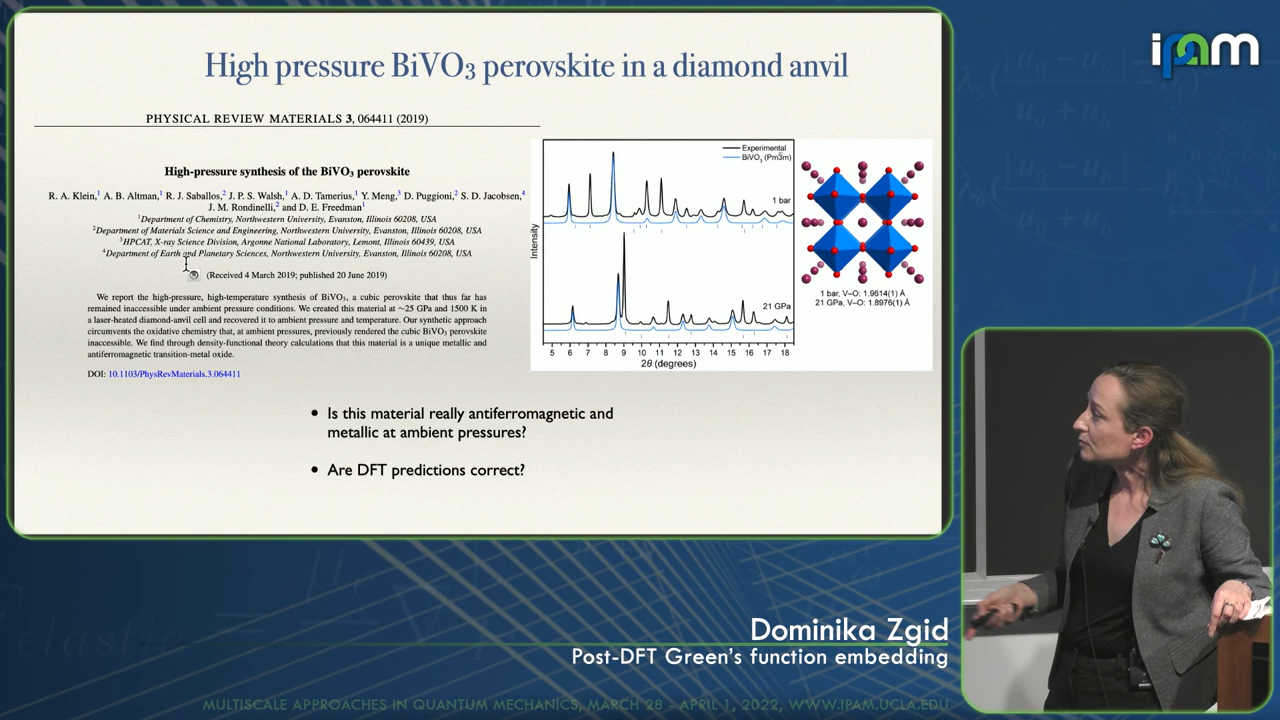 High pressure BiVO3 perovskite in a diamond anvil
PHYSICAL REVIEW MATERIALS 3, 064411 (2019)
High-pressure synthesis of the BiVO3 perovskite
R. A. Klein,1 A. B. Altman,1 R. J. Saballos,2 J. P. S. Walsh,1 A. D. Tamerius,1 Y. Meng,3 D. Puggioni,2 S. D. Jacobsen,4
J. M. Rondinelli,2 and D. E. Freedman1
1Department of Chemistry, Northwestern University, Evanston, Illinois 60208, USA
2Department of Materials Science and Engineering, Northwestern University, Evanston, Illinois 60208, USA
3HPCAT, X-ray Science Division, Argonne National Laboratory, Lemont, Illinois 60439, USA
4Department of Earth and Planetary Sciences, Northwestern University, Evanston, Illinois 60208, USA
(Received 4 March 2019; published 20 June 2019)
We report the high-pressure, high-temperature synthesis of BiVO3, a cubic perovskite that thus far has
remained inaccessible under ambient pressure conditions. We created this material at ~25 GPa and 1500 K in
a laser-heated diamond-anvil cell and recovered it to ambient pressure and temperature. Our synthetic approach
circumvents the oxidative chemistry that, at ambient pressures, previously rendered the cubic BiVO3 perovskite
inaccessible. We find through density-functional theory calculations that this material is a unique metallic and
antiferromagnetic transition-metal oxide.
DOI: 10.1103/PhysRevMaterials.3.064411
Experimental
BiVO3 (Pm3̅m)
1 bar
21 GPa
Intensity
5 6 7 8 9 10 11 12 13 14 15 16 17 18
2θ (degrees)
1 bar, V–O: 1.9614(1) Å
21 GPa, V–O: 1.8976(1) Å
• Is this material really antiferromagnetic and
metallic at ambient pressures?
• Are DFT predictions correct?
ipam
Dominika Zgid
Post-DFT Green's function embedding
MULTISCALE APPROACHES IN QUANTUM MECHANICS, MARCH 28 - APRIL 1, 2022, WWW.IPAM.UCLA.EDU